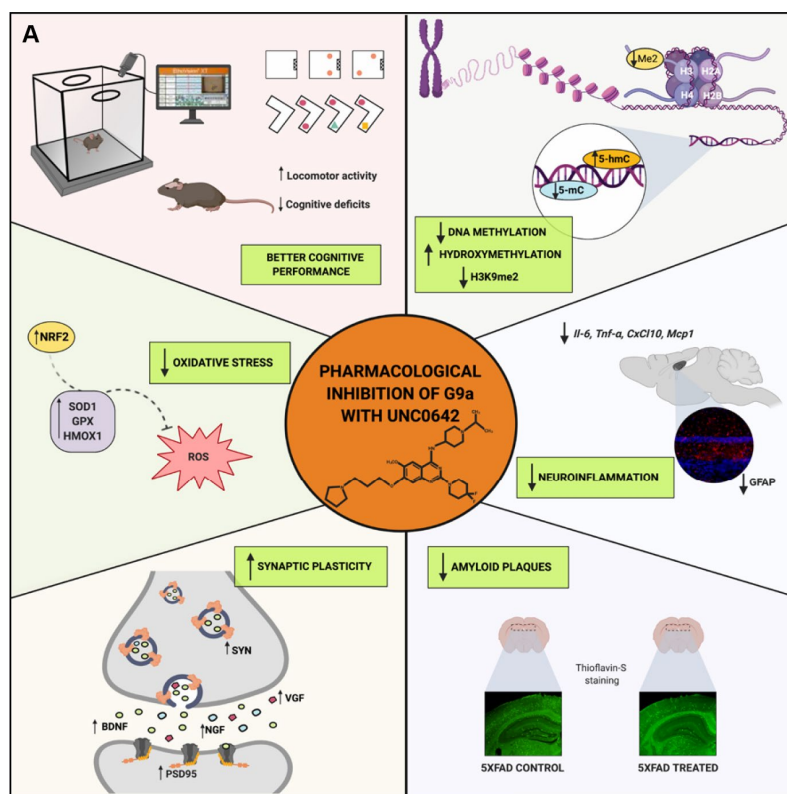 A
↑ Locomotor activity
↓ Cognitive deficits
BETTER COGNITIVE
PERFORMANCE
↓Me2
H3
H2A
H4
H2B
↑5-hmC
↓5-mC
↓ DNA METHYLATION
↑ HYDROXYMETHYLATION
↓ H3K9me2
↑NRF2
↓ OXIDATIVE STRESS
↑ SOD1
GPX
HMOX1
ROS
PHARMACOLOGICAL
INHIBITION OF G9a
WITH UNC0642
↓ Il-6, Tnf-α, CxCl10, Mcp1
↓ NEUROINFLAMMATION
↓GFAP
↑ SYNAPTIC PLASTICITY
↑SYN
↑VGF
↑ BDNF
↑NGF
↑ PSD95
↓ AMYLOID PLAQUES
Thioflavin-S
staining
5XFAD CONTROL
5XFAD TREATED